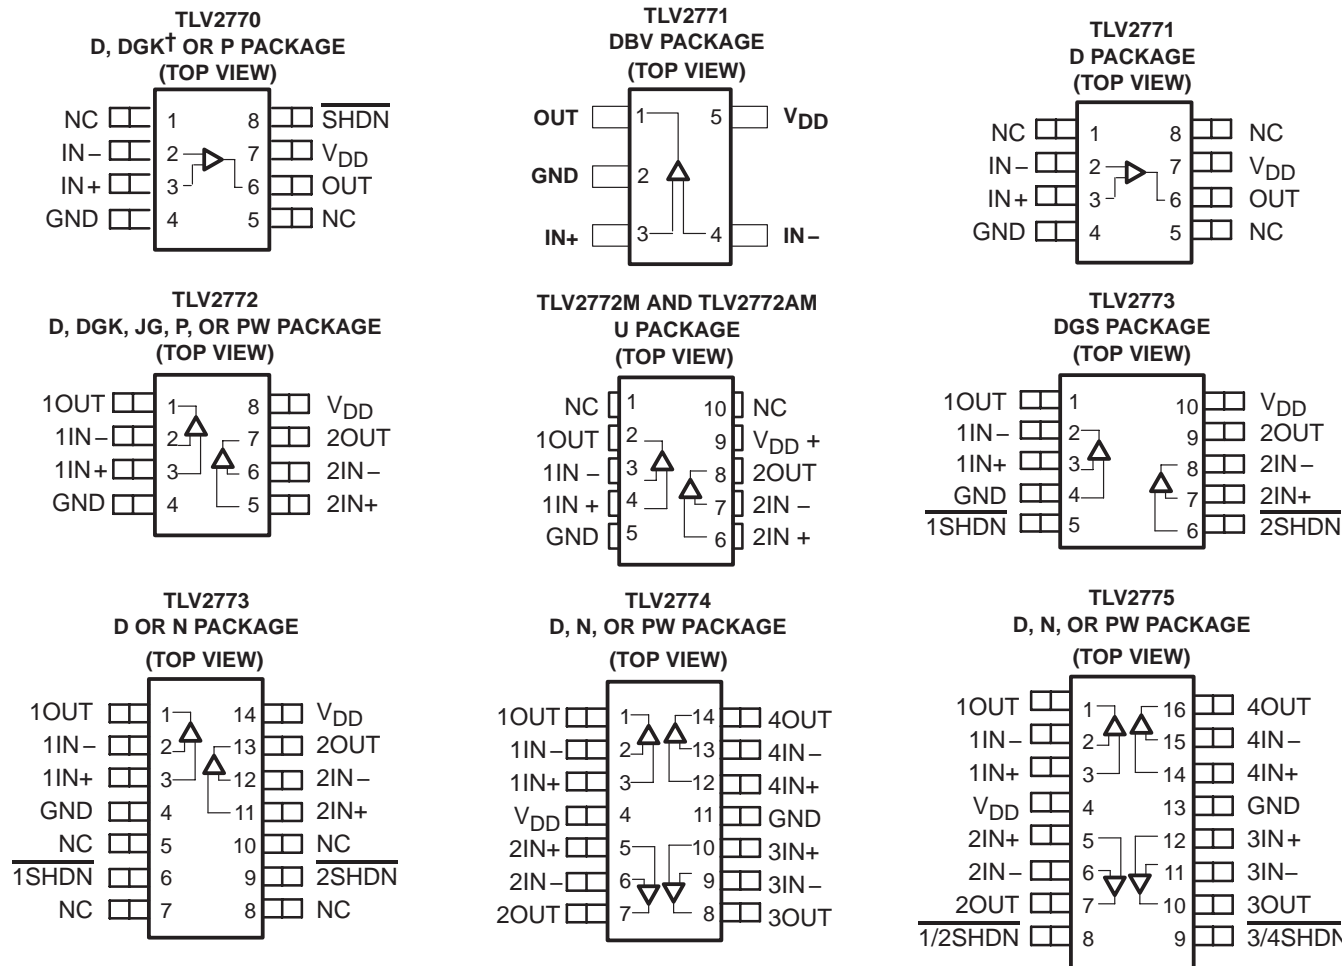 TLV2770
D, DGK† OR P PACKAGE
(TOP VIEW)
NC 1 8 SHDN
IN− 2 7 VDD
IN+ 3 6 OUT
GND 4 5 NC
TLV2771
DBV PACKAGE
(TOP VIEW)
OUT 1 5 VDD
GND 2
IN+ 3 4 IN−
TLV2771
D PACKAGE
(TOP VIEW)
NC 1 8 NC
IN− 2 7 VDD
IN+ 3 6 OUT
GND 4 5 NC
TLV2772
D, DGK, JG, P, OR PW PACKAGE
(TOP VIEW)
1OUT 1 8 VDD
1IN− 2 7 2OUT
1IN+ 3 6 2IN−
GND 4 5 2IN+
TLV2772M AND TLV2772AM
U PACKAGE
(TOP VIEW)
NC 1 10 NC
1OUT 2 9 VDD +
1IN − 3 8 2OUT
1IN + 4 7 2IN −
GND 5 6 2IN +
TLV2773
DGS PACKAGE
(TOP VIEW)
1OUT 1 10 VDD
1IN− 2 9 2OUT
1IN+ 3 8 2IN−
GND 4 7 2IN+
1SHDN 5 6 2SHDN
TLV2773
D OR N PACKAGE
(TOP VIEW)
1OUT 1 14 VDD
1IN− 2 13 2OUT
1IN+ 3 12 2IN−
GND 4 11 2IN+
NC 5 10 NC
1SHDN 6 9 2SHDN
NC 7 8 NC
TLV2774
D, N, OR PW PACKAGE
(TOP VIEW)
1OUT 1 14 4OUT
1IN− 2 13 4IN−
1IN+ 3 12 4IN+
VDD 4 11 GND
2IN+ 5 10 3IN+
2IN− 6 9 3IN−
2OUT 7 8 3OUT
TLV2775
D, N, OR PW PACKAGE
(TOP VIEW)
1OUT 1 16 4OUT
1IN− 2 15 4IN−
1IN+ 3 14 4IN+
VDD 4 13 GND
2IN+ 5 12 3IN+
2IN− 6 11 3IN−
2OUT 7 10 3OUT
1/2SHDN 8 9 3/4SHDN